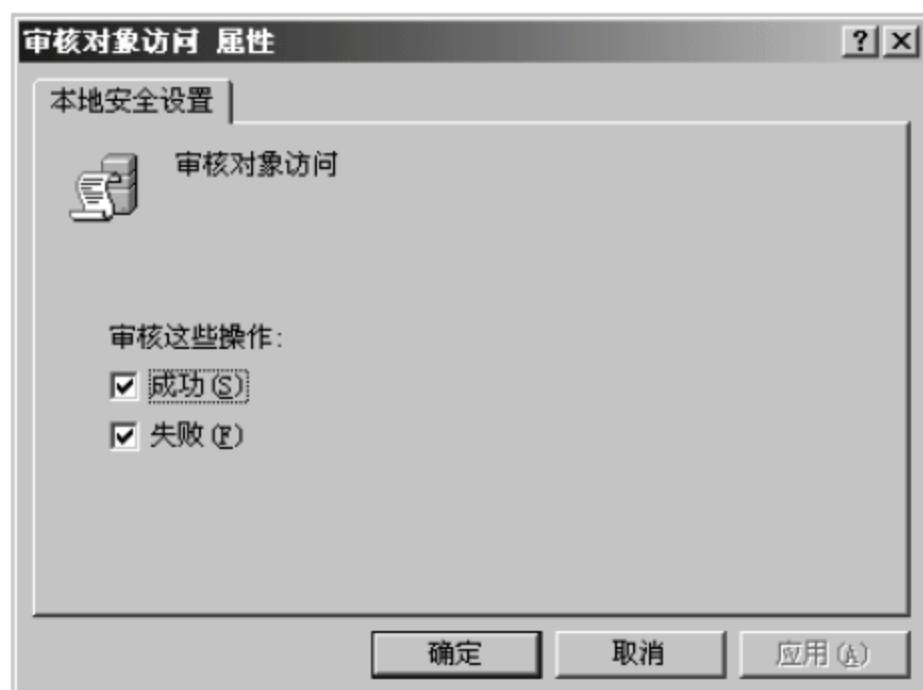 审核对象访问 属性
本地安全设置
审核对象访问
审核这些操作:
成功(S)
失败(F)
确定 取消 应用(A)